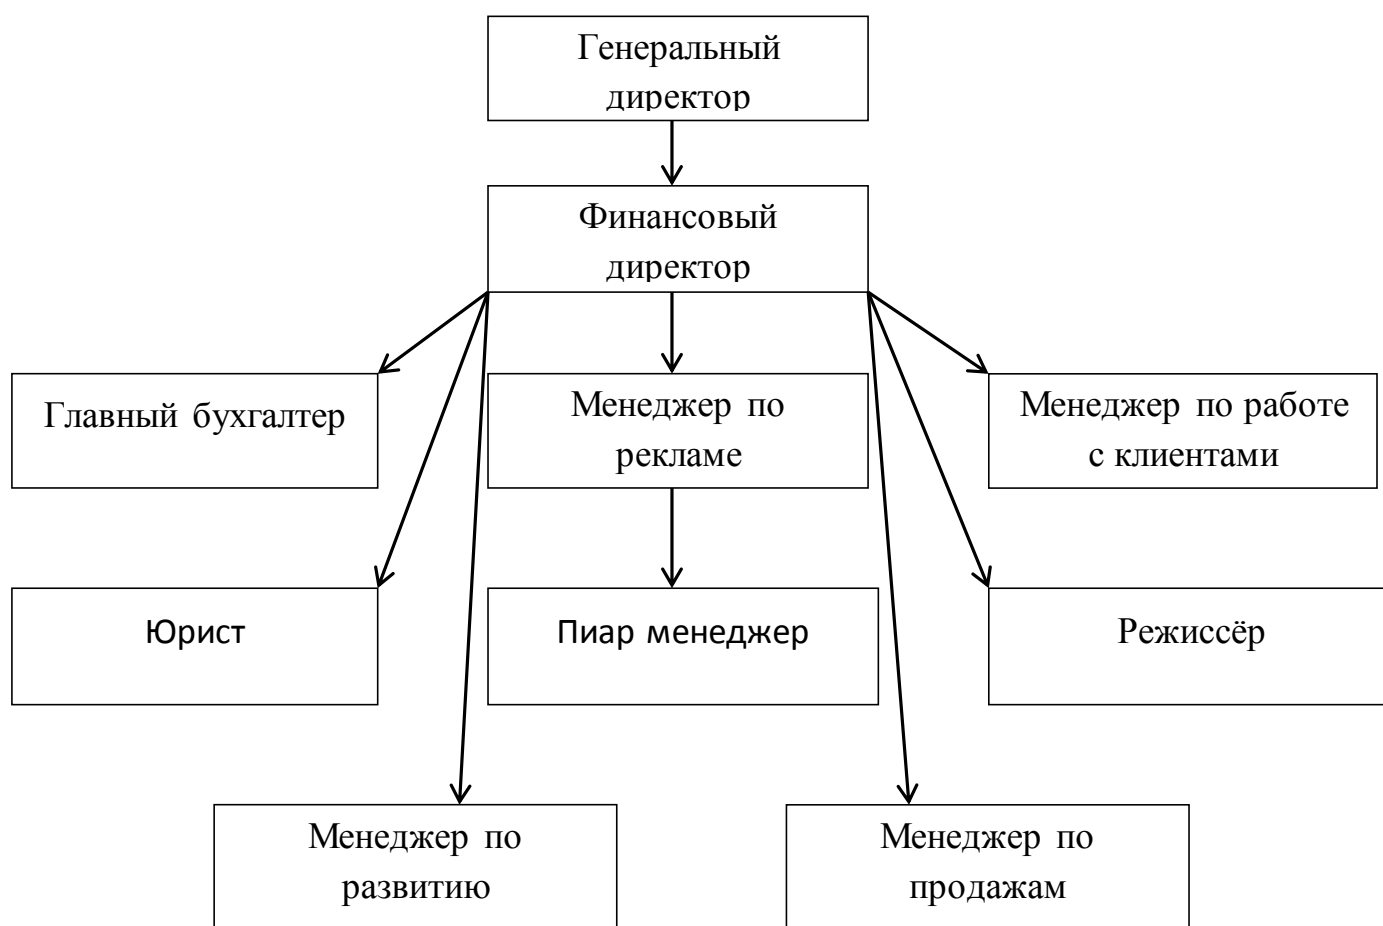 Генеральный
директор
Финансовый
директор
Главный бухгалтер
Менеджер по
рекламе
Менеджер по работе
с клиентами
Юрист
Пиар менеджер
Режиссёр
Менеджер по
развитию
Менеджер по
продажам